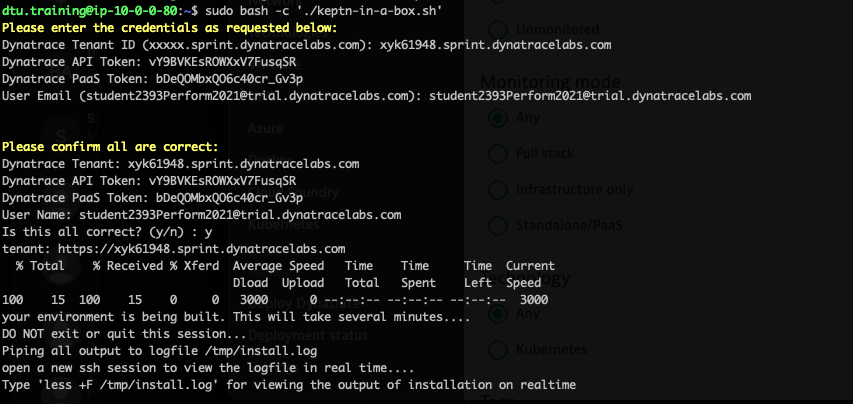 dtu.training@ip-10-0-0-80:~$ sudo bash -c './keptn-in-a-box.sh'
Please enter the credentials as requested below:
Dynatrace Tenant ID (xxxxx.sprint.dynatracelabs.com): xyk61948.sprint.dynatracelabs.com
Dynatrace API Token: vY9BVKEsROWXxV7FusqSR
Dynatrace PaaS Token: bDeQOMbxQO6c40cr_Gv3p
User Email (student2393Perform2021@trial.dynatracelabs.com): student2393Perform2021@trial.dynatracelabs.com
Please confirm all are correct:
Dynatrace Tenant: xyk61948.sprint.dynatracelabs.com
Dynatrace API Token: vY9BVKEsROWXxV7FusqSR
Dynatrace PaaS Token: bDeQOMbxQO6c40cr_Gv3p
User Name: student2393Perform2021@trial.dynatracelabs.com
Is this all correct? (y/n) : y
tenant: https://xyk61948.sprint.dynatracelabs.com
% Total % Received % Xferd Average Speed Time Time Time Current
Dload Upload Total Spent Left Speed
100 15 100 15 0 0 3000 0 --:--:-- --:--:-- --:--:-- 3000
your environment is being built. This will take several minutes....
DO NOT exit or quit this session...
Piping all output to logfile /tmp/install.log
open a new ssh session to view the logfile in real time....
Type 'less +F /tmp/install.log' for viewing the output of installation on realtime
Unmonitored
Monitoring mode
Any
Full stack
Infrastructure only
Standalone/PaaS
Any
Kubernetes
Azure
Kubernetes
Deployment status